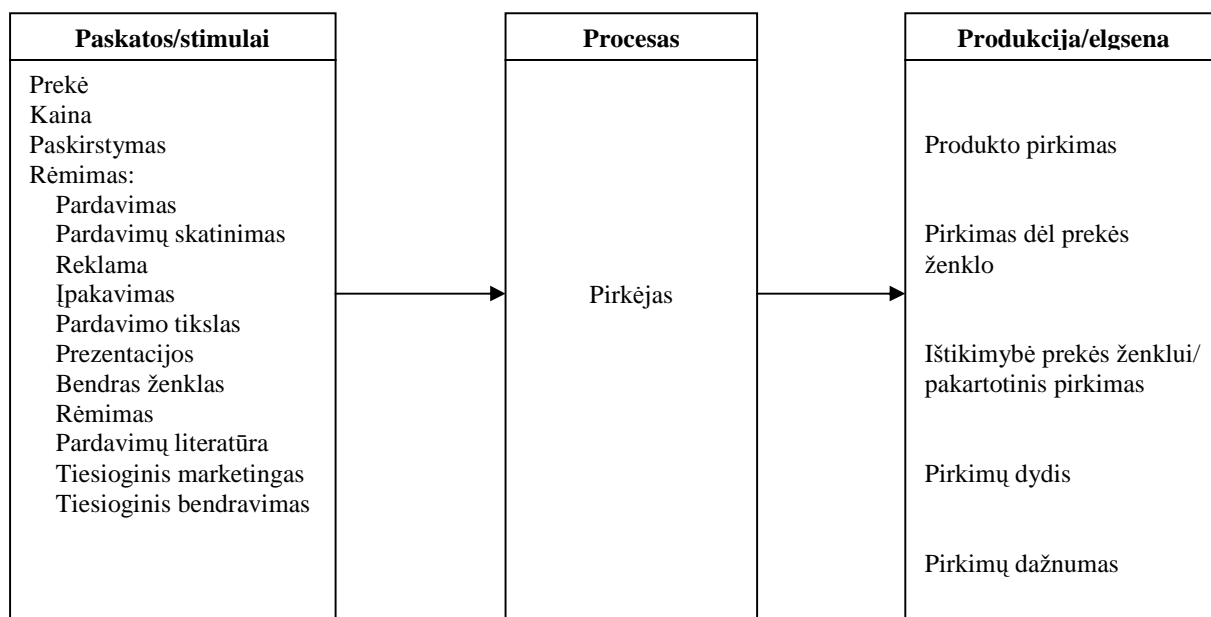 Paskatos/stimulai
Prekė
Kaina
Paskirstymas
Rėmimas:
Pardavimas
Pardavimų skatinimas
Reklama
Įpakavimas
Pardavimo tikslas
Prezentacijos
Bendras ženklas
Rėmimas
Pardavimų literatūra
Tiesioginis marketingas
Tiesioginis bendravimas
Procesas
Pirkėjas
Produkcija/elgsena
Produkto pirkimas
Pirkimas dėl prekės
ženklo
Ištikimybė prekės ženklui/
pakartotinis pirkimas
Pirkimų dydis
Pirkimų dažnumas